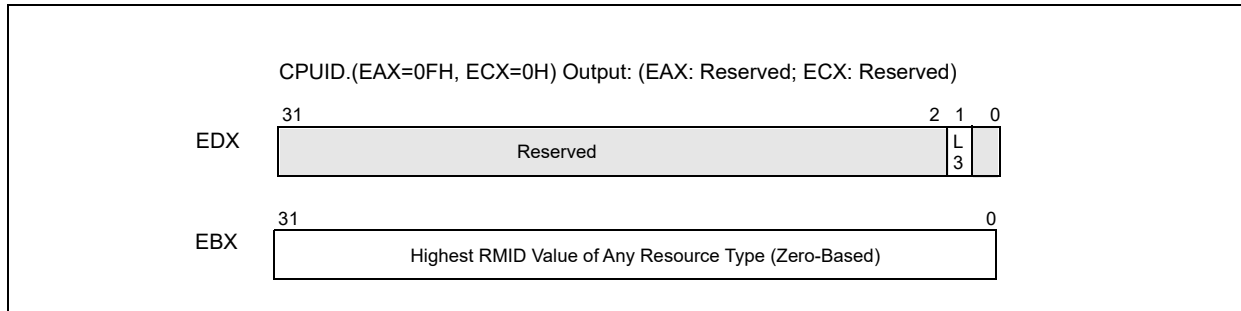 CPUID.(EAX=0FH, ECX=0H) Output: (EAX: Reserved; ECX: Reserved)
31 2 1 0
EDX Reserved L
3
31 0
EBX Highest RMID Value of Any Resource Type (Zero-Based)